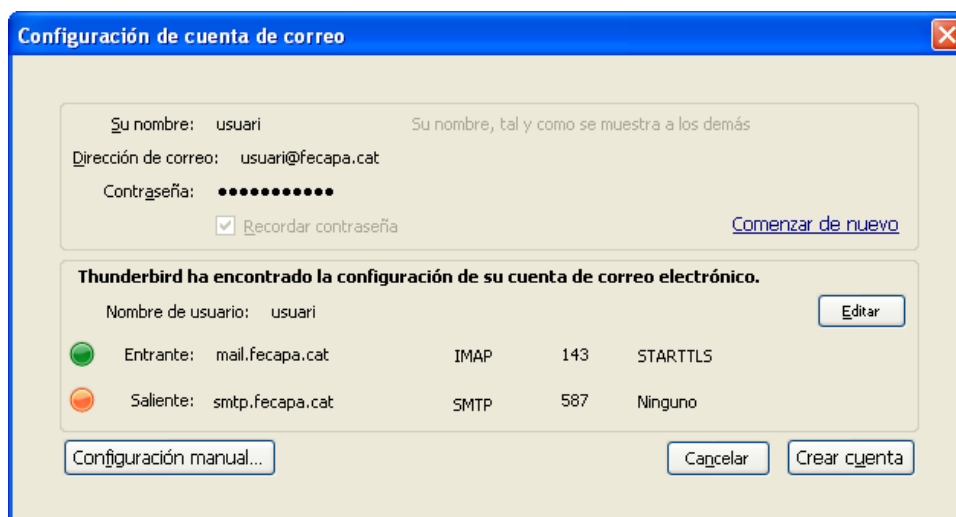 Configuración de cuenta de correo
Su nombre: usuari Su nombre, tal y como se muestra a los demás
Dirección de correo: usuari@fecapa.cat
Contraseña: ●●●●●●●●●●●
Recordar contraseña Comenzar de nuevo
Thunderbird ha encontrado la configuración de su cuenta de correo electrónico.
Nombre de usuario: usuari Editar
Entrante: mail.fecapa.cat IMAP 143 STARTTLS
Saliente: smtp.fecapa.cat SMTP 587 Ninguno
Configuración manual... Cancelar Crear cuenta